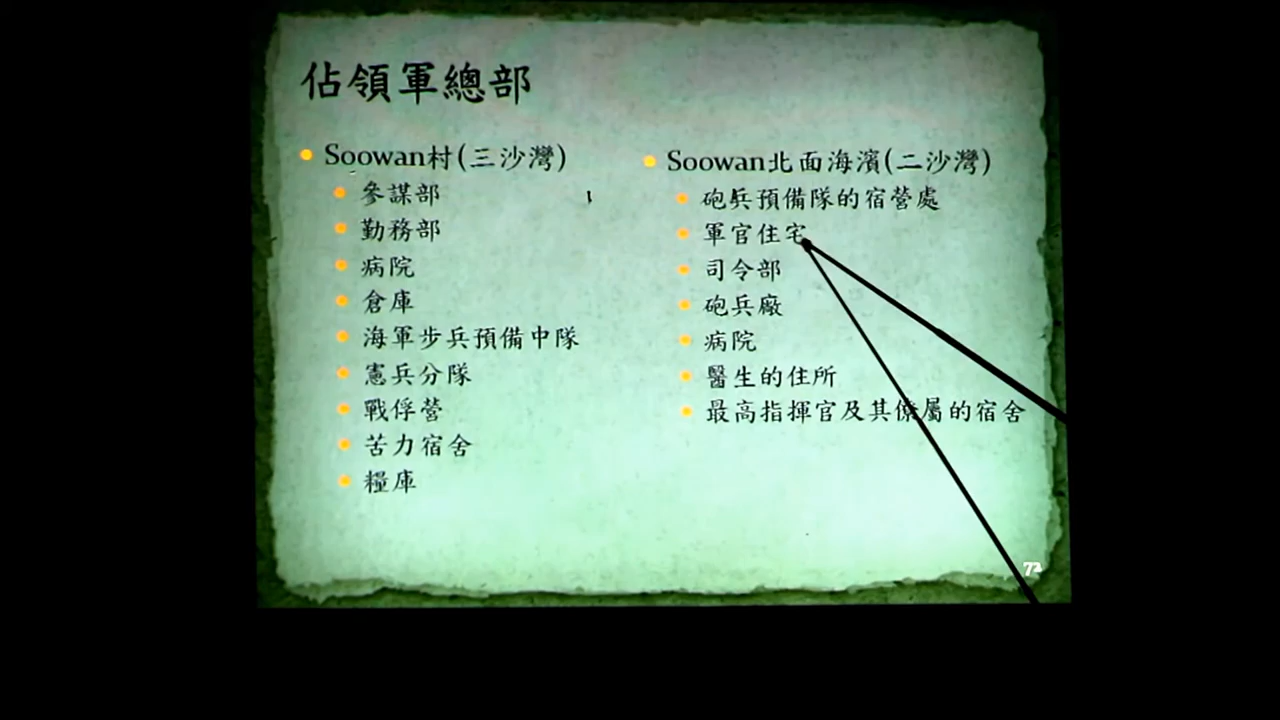 佔領軍總部
Soowan村(三沙灣)
參謀部
勤務部
病院
倉庫
海軍步兵預備中隊
憲兵分隊
戰俘營
苦力宿舍
糧庫
Soowan北面海濱(二沙灣)
砲兵預備隊的宿營處
軍官住宅
司令部
砲兵廠
病院
醫生的住所
最高指揮官及其僚屬的宿舍